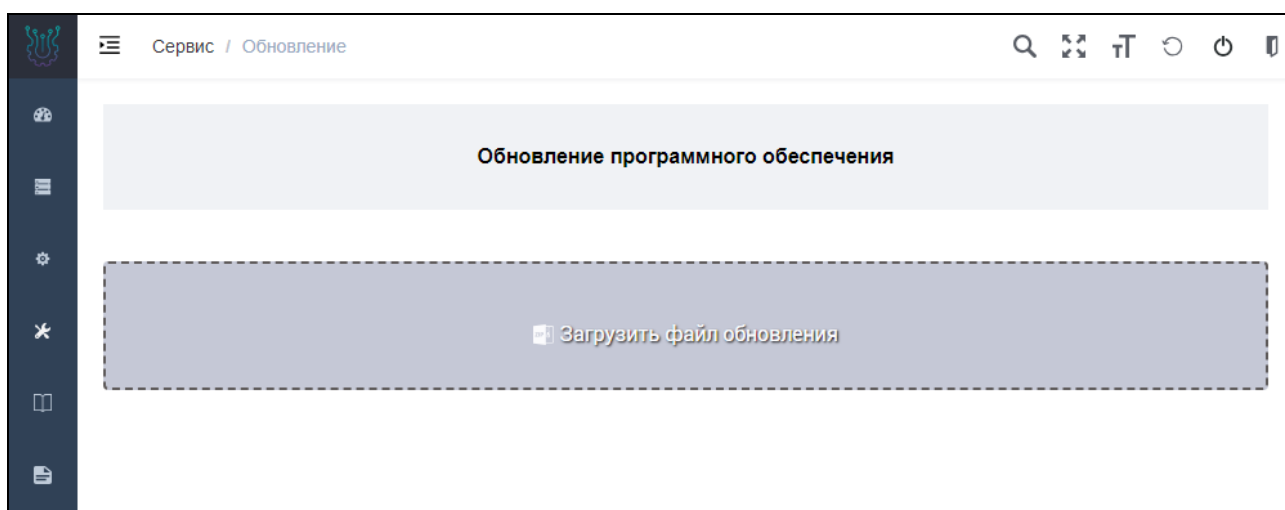 Сервис / Обновление
Обновление программного обеспечения
Загрузить файл обновления